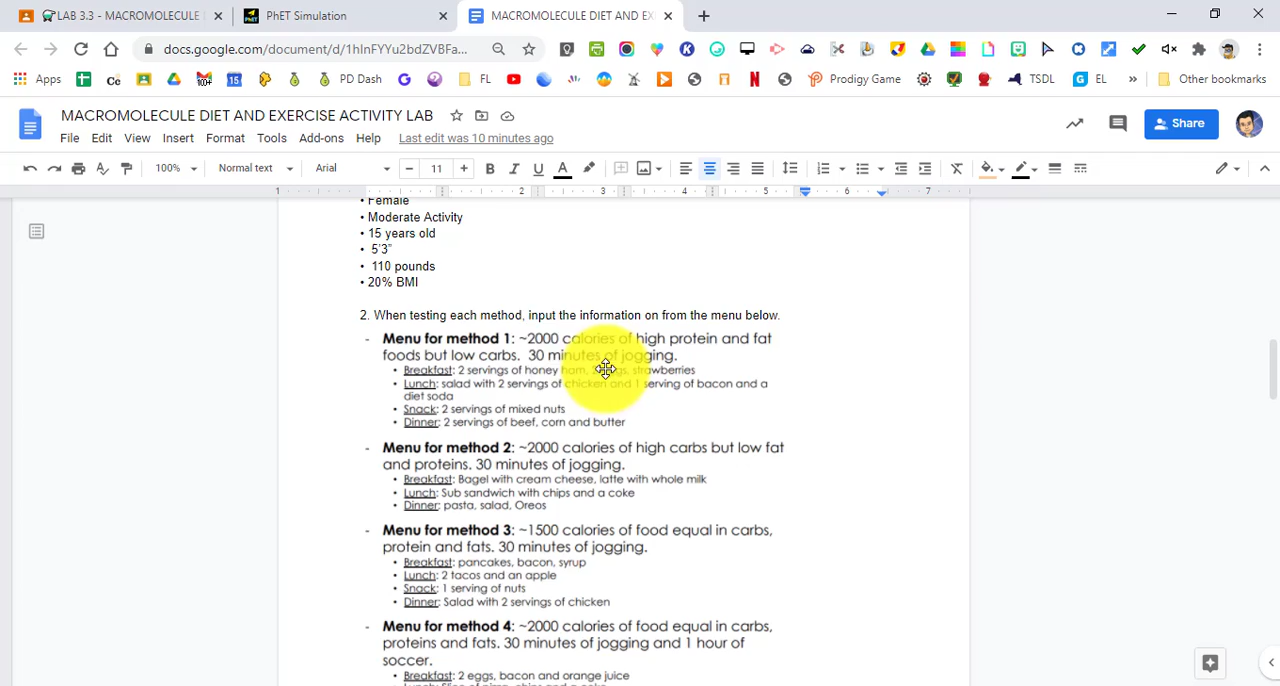 LAB 3.3 - MACROMOLECULE
PhET Simulation
MACROMOLECULE DIET AND EX
docs.google.com/document/d/1hInFYYu2bdZVBFa...
Apps
Cc
PD Dash
FL
Prodigy Game
TSDL
EL
Other bookmarks
MACROMOLECULE DIET AND EXERCISE ACTIVITY LAB
File Edit View Insert Format Tools Add-ons Help Last edit was 10 minutes ago
Share
100% Normal text Arial 11
1 2 3 4 5 6 7
• Female
• Moderate Activity
• 15 years old
• 5'3"
• 110 pounds
• 20% BMI
2. When testing each method, input the information on from the menu below.
- Menu for method 1: ~2000 calories of high protein and fat
foods but low carbs. 30 minutes of jogging.
• Breakfast: 2 servings of honey ham, strawberries
• Lunch: salad with 2 servings of chicken and 1 serving of bacon and a
diet soda
• Snack: 2 servings of mixed nuts
• Dinner: 2 servings of beef, corn and butter
- Menu for method 2: ~2000 calories of high carbs but low fat
and proteins. 30 minutes of jogging.
• Breakfast: Bagel with cream cheese, latte with whole milk
• Lunch: Sub sandwich with chips and a coke
• Dinner: pasta, salad, Oreos
- Menu for method 3: ~1500 calories of food equal in carbs,
protein and fats. 30 minutes of jogging.
• Breakfast: pancakes, bacon, syrup
• Lunch: 2 tacos and an apple
• Snack: 1 serving of nuts
• Dinner: Salad with 2 servings of chicken
- Menu for method 4: ~2000 calories of food equal in carbs,
proteins and fats. 30 minutes of jogging and 1 hour of
soccer.
• Breakfast: 2 eggs, bacon and orange juice